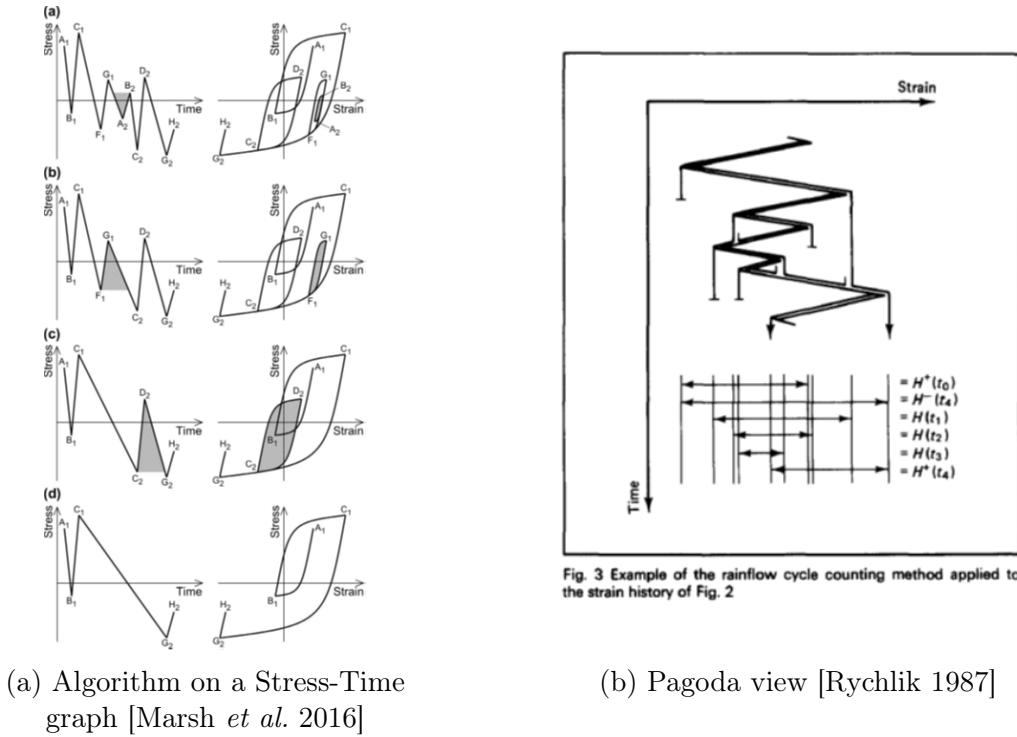 (a)
Stress
Time
A1
C1
B1
G1
F1
B2
A2
D2
C2
H2
G2
Stress
Strain
C1
A1
D2
G1
B2
B1
H2
A2
C2
F1
G2
(b)
Stress
Time
C1
A1
G1
D2
B1
F1
H2
C2
G2
Stress
Strain
C1
A1
D2
G1
B1
H2
C2
F1
G2
(c)
Stress
Time
C1
A1
D2
B1
H2
C2
G2
Stress
Strain
C1
A1
D2
B1
H2
C2
G2
(d)
Stress
Time
C1
A1
B1
H2
G2
Stress
Strain
C1
A1
B1
H2
G2
(a) Algorithm on a Stress-Time
graph [Marsh et al. 2016]
Strain
Time
= H⁺(t₀)
= H⁻(t₄)
= H(t₁)
= H(t₂)
= H(t₃)
= H⁺(t₄)
Fig. 3 Example of the rainflow cycle counting method applied to
the strain history of Fig. 2
(b) Pagoda view [Rychlik 1987]